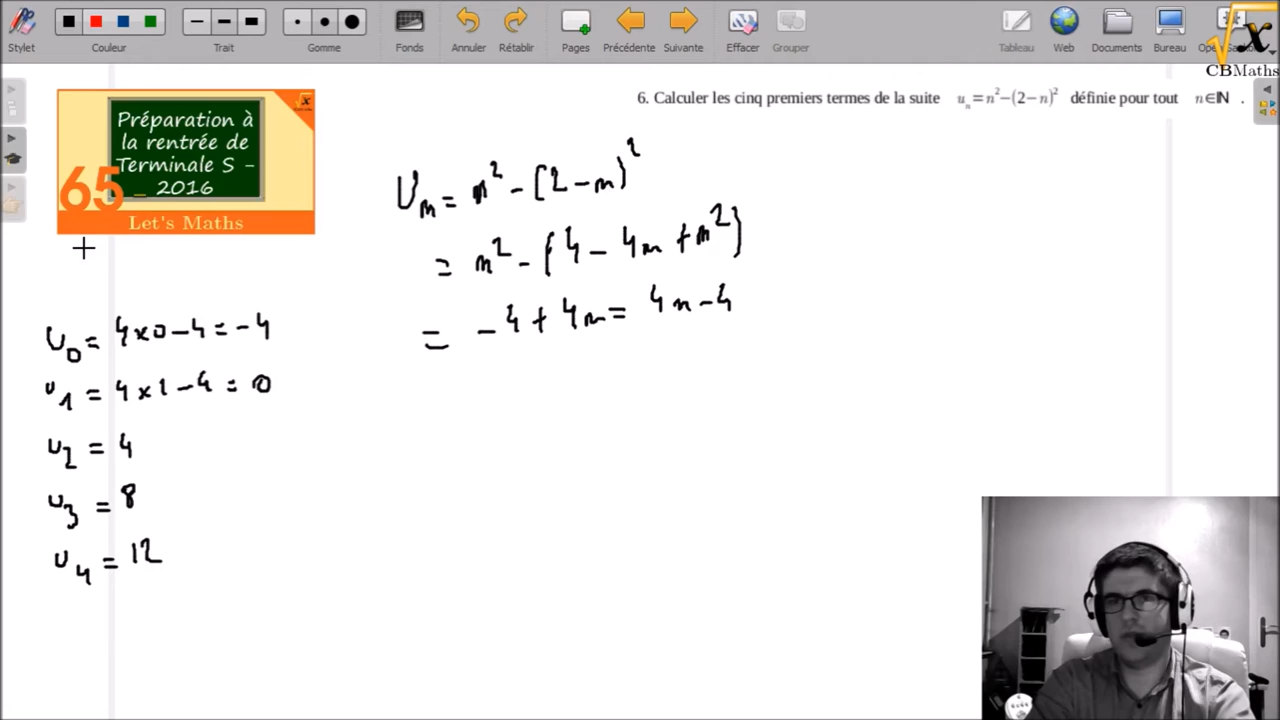 Stylet Couleur Trait Gomme Fonds Annuler Rétablir Pages Précédente Suivante Effacer Grouper Tableau Web Documents Bureau
CBMaths
6. Calculer les cinq premiers termes de la suite uₙ=n²−(2−n)² définie pour tout n∈ℕ .
Préparation à
la rentrée de
Terminale S -
2016
65
Let's Maths
Uₙ = n² - (2 - n)²
= n² - (4 - 4n + n²)
= - 4 + 4n = 4n - 4
U₀ = 4×0 - 4 = - 4
u₁ = 4×1 - 4 = 0
u₂ = 4
u₃ = 8
u₄ = 12